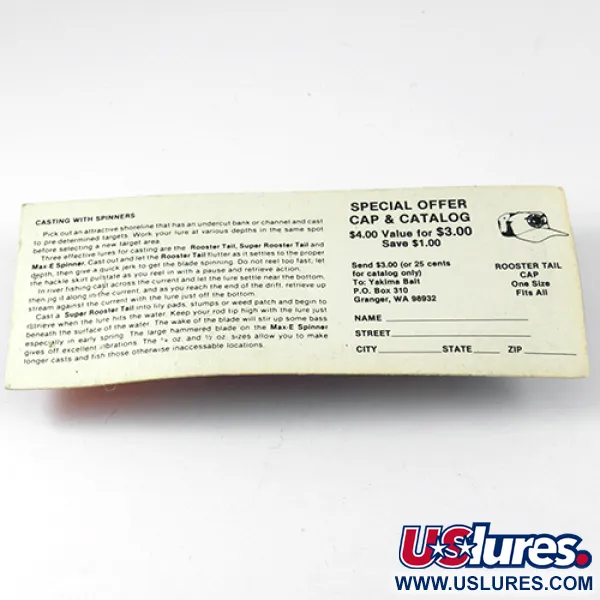 CASTING WITH SPINNERS
Pick out an attractive shoreline that has an undercut bank or channel and cast
to pre-determined targets. Work your lure at various depths in the same spot
before selecting a new target area.
Three effective lures for casting are the Rooster Tail, Super Rooster Tail and
Max-E Spinner. Cast out and let the Rooster Tail flutter as it settles to the proper
depth, then give a quick jerk to get the blade spinning. Do not reel too fast; let
the hackle skirt pulsate as you reel in with a pause and retrieve action.
In river fishing cast across the current and let the lure settle near the bottom,
then jig it along in the current, and as you reach the end of the drift, retrieve up
stream against the current with the lure just off the bottom.
Cast a Super Rooster Tail into lily pads, stumps or weed patch and begin to
retrieve when the lure hits the water. Keep your rod tip high with the lure just
beneath the surface of the water. The wake of the blade will stir up some bass
especially in early spring. The large hammered blade on the Max-E Spinner
gives off excellent vibrations. The oz. and ½ oz. sizes allow you to make
longer casts and fish those otherwise inaccessable locations.
SPECIAL OFFER
CAP & CATALOG
$4.00 Value for $3.00
Save $1.00
Send $3.00 (or 25 cents
for catalog only)
To: Yakima Bait
P.O. Box 310
Granger, WA 98932
ROOSTER TAIL
CAP
One Size
Fits All
NAME
STREET
CITY STATE ZIP
USlures.
WWW.USLURES.COM